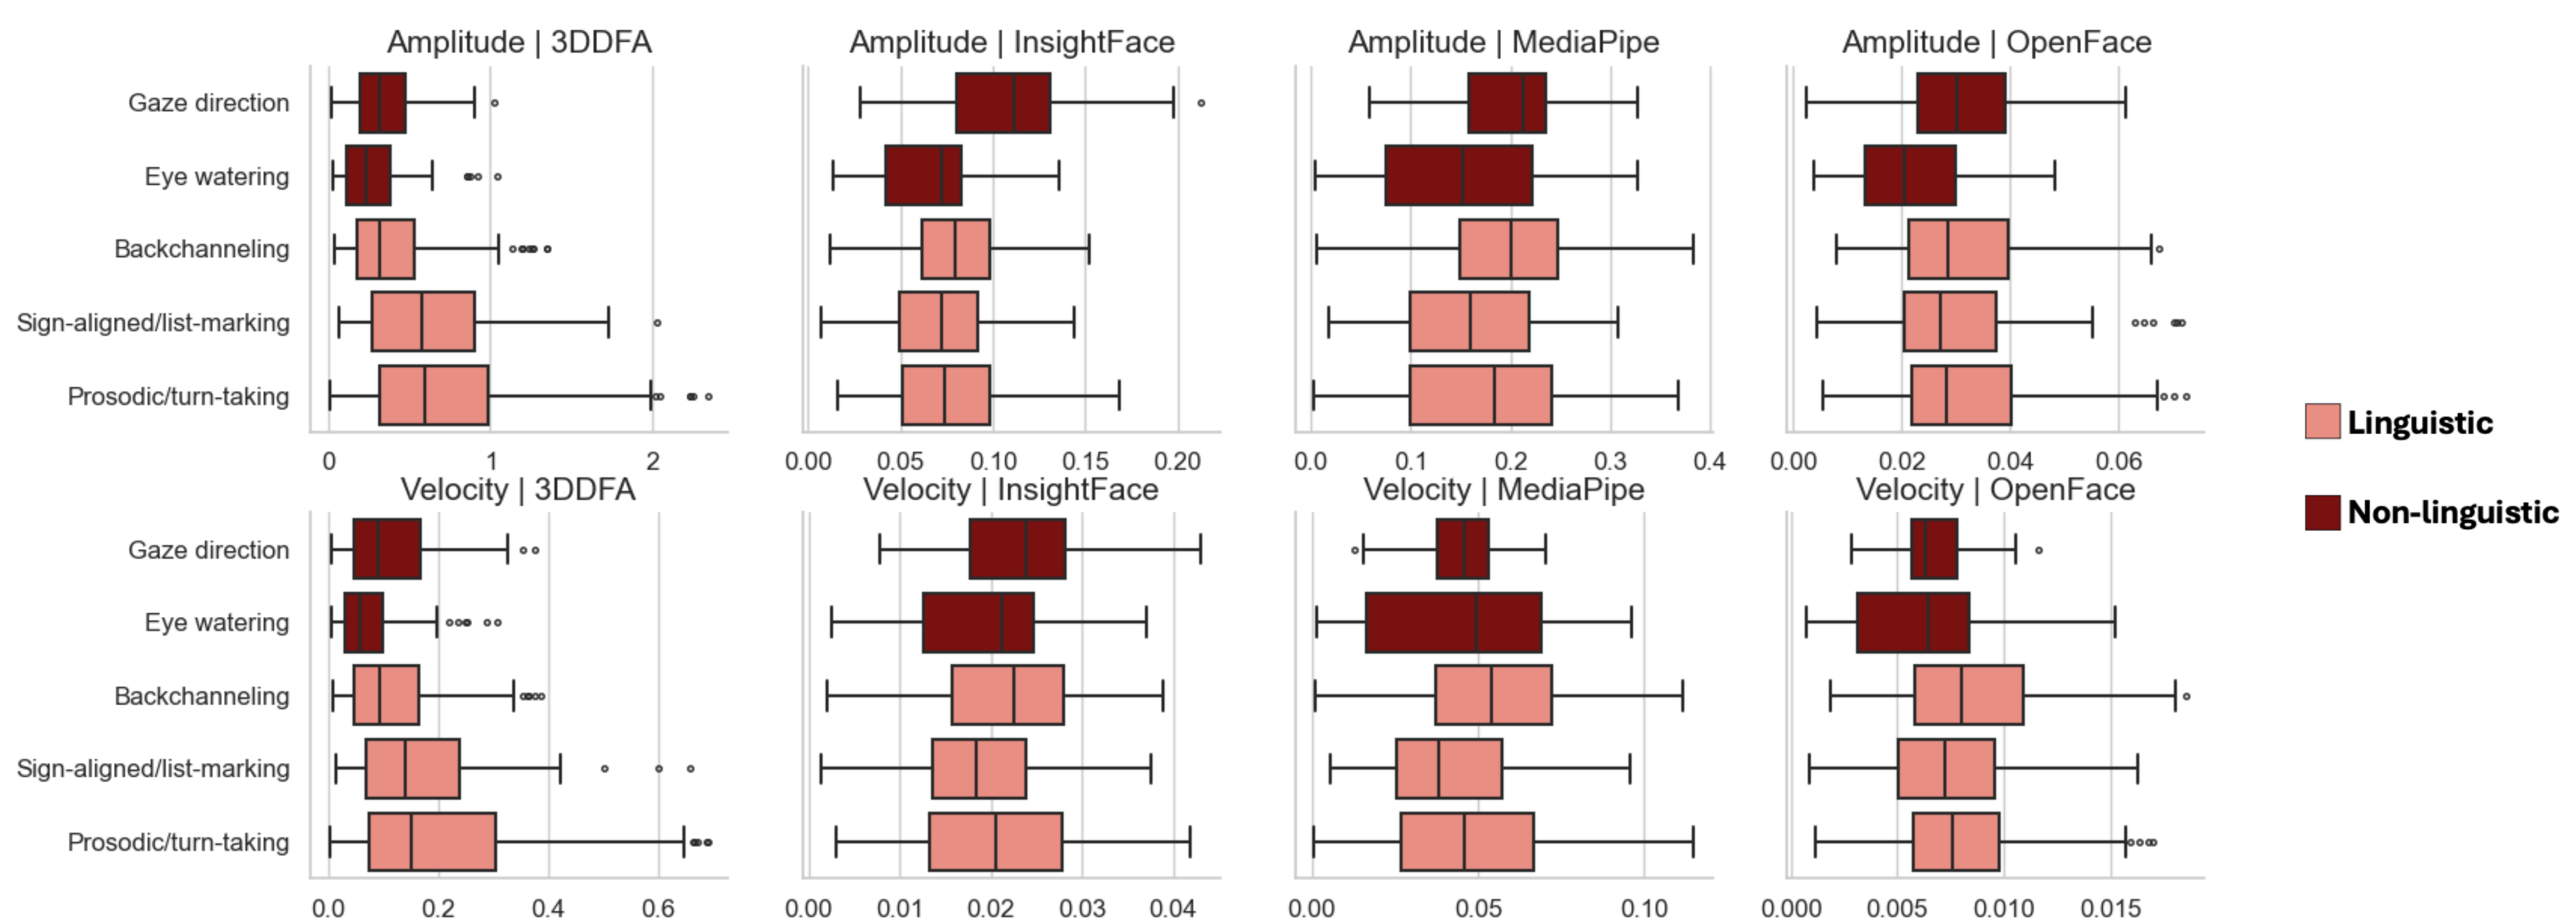 Amplitude | 3DDFA
Amplitude | InsightFace
Amplitude | MediaPipe
Amplitude | OpenFace
Gaze direction
Eye watering
Backchanneling
Sign-aligned/list-marking
Prosodic/turn-taking
0 1 2
0.00 0.05 0.10 0.15 0.20
0.0 0.1 0.2 0.3 0.4
0.00 0.02 0.04 0.06
Velocity | 3DDFA
Velocity | InsightFace
Velocity | MediaPipe
Velocity | OpenFace
Gaze direction
Eye watering
Backchanneling
Sign-aligned/list-marking
Prosodic/turn-taking
0.0 0.2 0.4 0.6
0.00 0.01 0.02 0.03 0.04
0.00 0.05 0.10
0.000 0.005 0.010 0.015
Linguistic
Non-linguistic